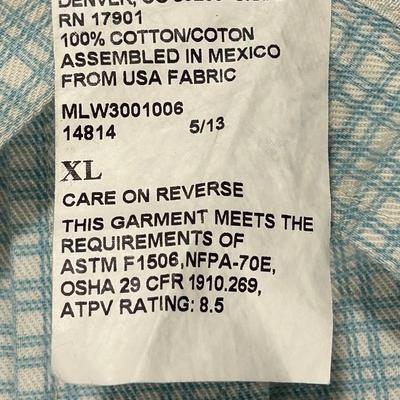 DENVER, CO
RN 17901
100% COTTON/COTON
ASSEMBLED IN MEXICO
FROM USA FABRIC
MLW3001006
14814 5/13
XL
CARE ON REVERSE
THIS GARMENT MEETS THE
REQUIREMENTS OF
ASTM F1506,NFPA-70E,
OSHA 29 CFR 1910.269,
ATPV RATING: 8.5